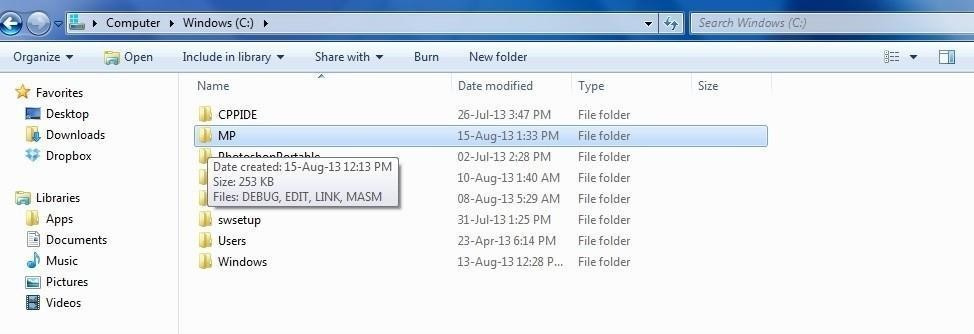 Computer Windows (C:) Search Windows (C:)
Organize Open Include in library Share with Burn New folder
Name Date modified Type Size
Favorites
Desktop
Downloads
Dropbox
Libraries
Apps
Documents
Music
Pictures
Videos
CPPIDE 26-Jul-13 3:47 PM File folder
MP 15-Aug-13 1:33 PM File folder
PhotoshopPortable 02-Jul-13 2:28 PM File folder
10-Aug-13 1:40 AM File folder
08-Aug-13 5:29 AM File folder
swsetup 31-Jul-13 1:25 PM File folder
Users 23-Apr-13 6:14 PM File folder
Windows 13-Aug-13 12:28 P... File folder
Date created: 15-Aug-13 12:13 PM
Size: 253 KB
Files: DEBUG, EDIT, LINK, MASM